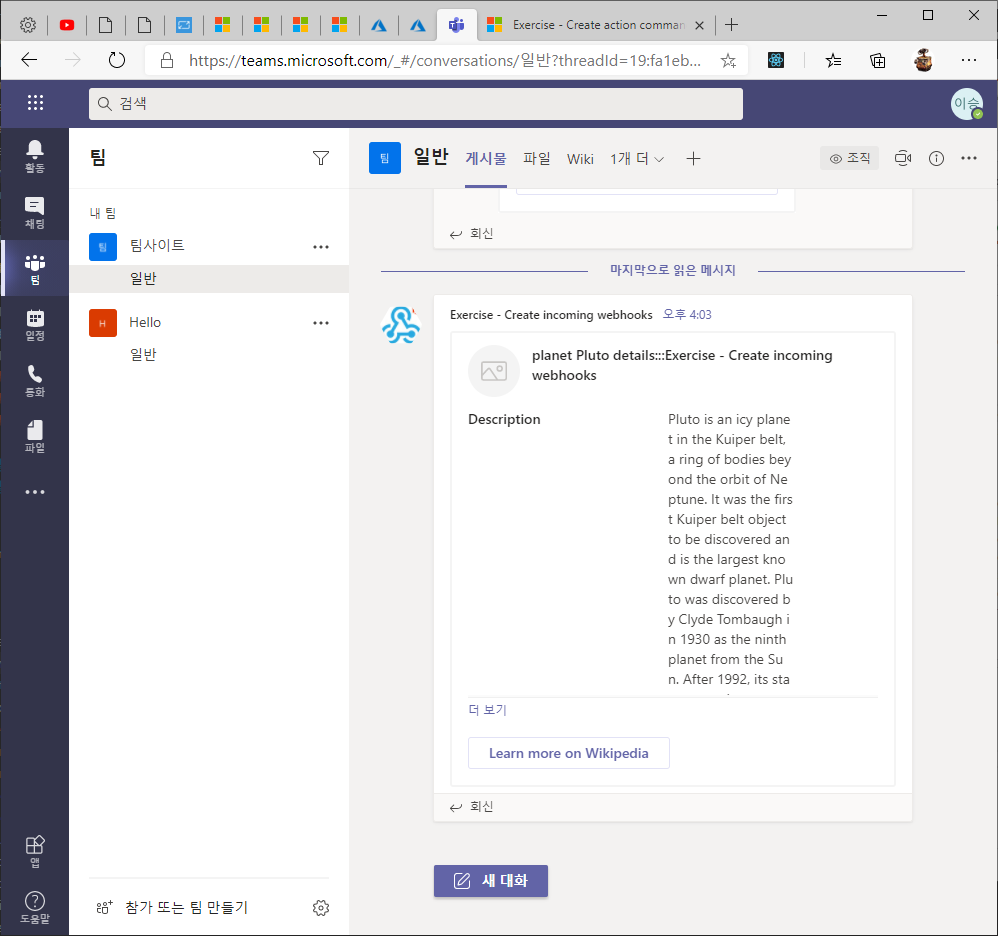 Exercise - Create action comman
https://teams.microsoft.com/_#/conversations/일반?threadId=19:fa1eb...
검색
이승
활동
채팅
팀
일정
통화
파일
앱
도움말
팀
내 팀
팀
팀사이트
일반
H
Hello
일반
참가 또는 팀 만들기
팀
일반
게시물
파일
Wiki
1개 더
조직
회신
마지막으로 읽은 메시지
Exercise - Create incoming webhooks 오후 4:03
planet Pluto details:::Exercise - Create incoming
webhooks
Description
Pluto is an icy plane
t in the Kuiper belt,
a ring of bodies bey
ond the orbit of Ne
ptune. It was the firs
t Kuiper belt object
to be discovered an
d is the largest kno
wn dwarf planet. Plu
to was discovered b
y Clyde Tombaugh i
n 1930 as the ninth
planet from the Su
n. After 1992, its sta
더 보기
Learn more on Wikipedia
회신
새 대화